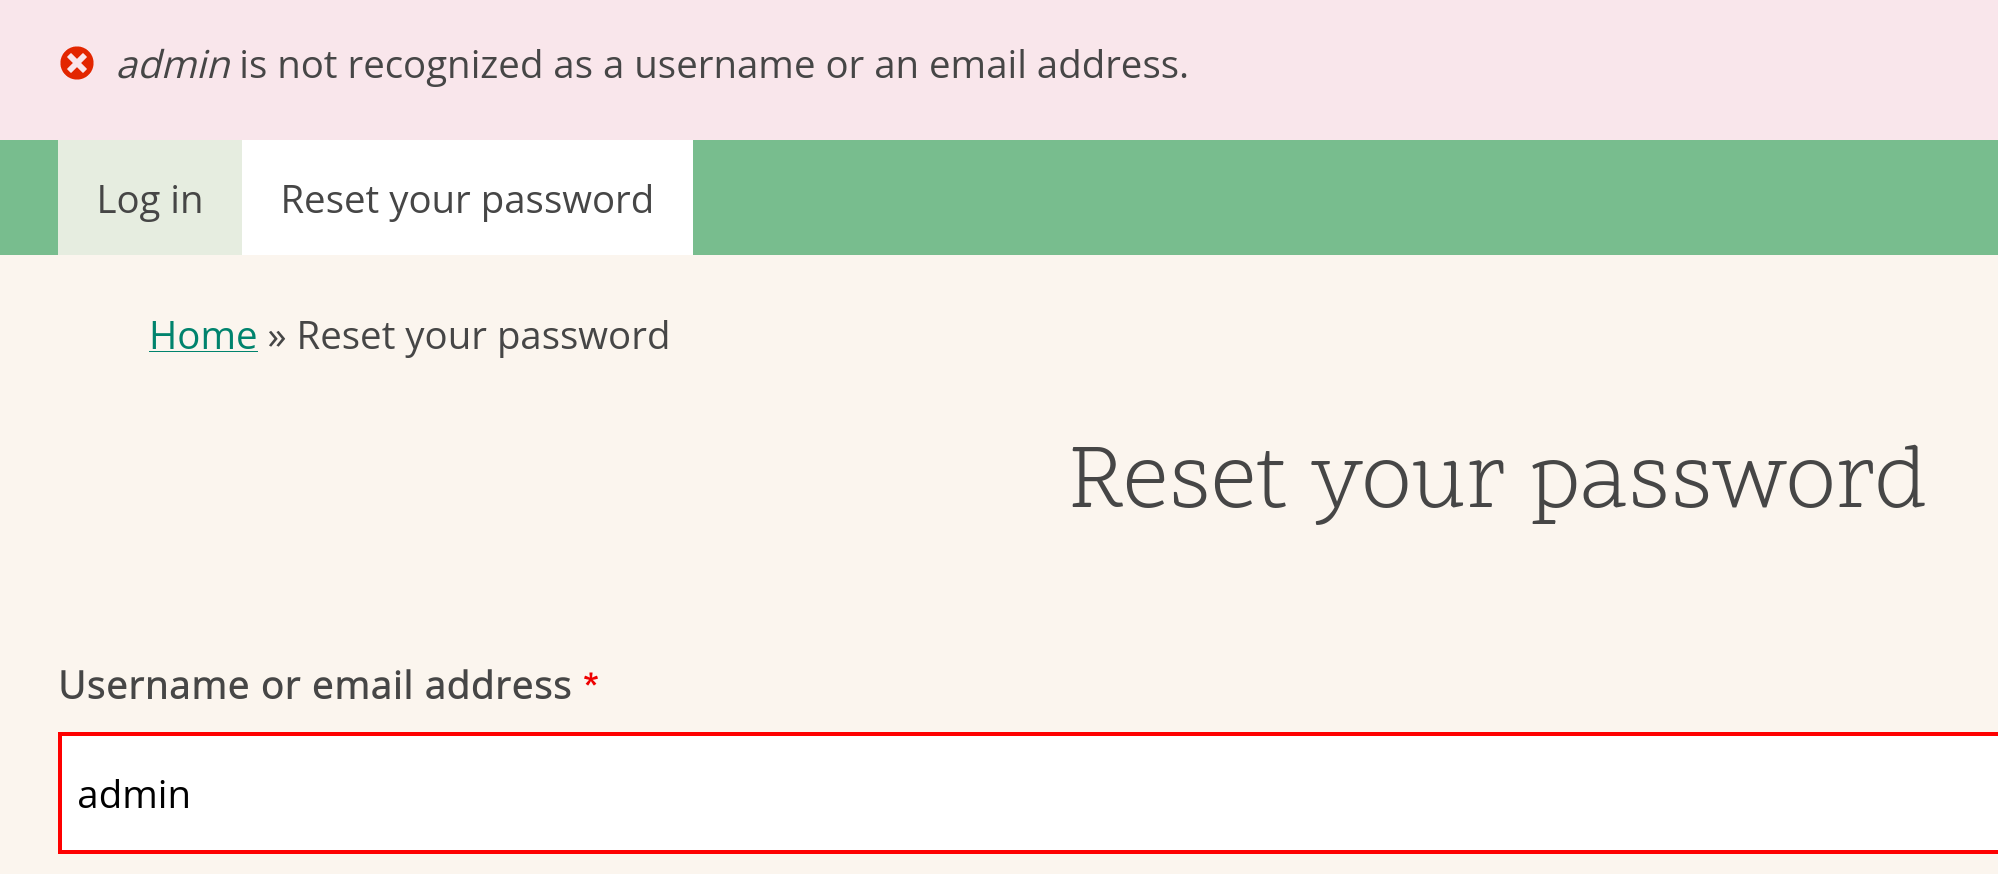 admin is not recognized as a username or an email address.
Log in
Reset your password
Home » Reset your password
Reset your password
Username or email address *
admin